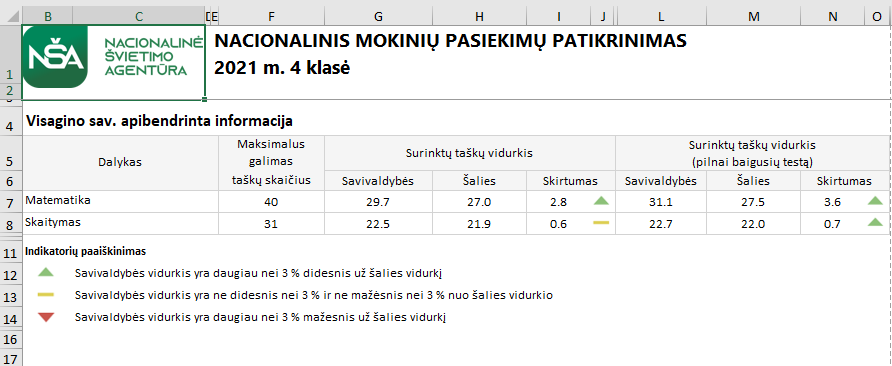 B C D E F G H I J L M N O
1 NŠA NACIONALINĖ ŠVIETIMO AGENTŪRA
NACIONALINIS MOKINIŲ PASIEKIMŲ PATIKRINIMAS
2021 m. 4 klasė
2
4 Visagino sav. apibendrinta informacija
5 Dalykas Maksimalus galimas Surinktų taškų vidurkis Surinktų taškų vidurkis (pilnai baigusių testą)
6 taškų skaičius Savivaldybės Šalies Skirtumas Savivaldybės Šalies Skirtumas
7 Matematika 40 29.7 27.0 2.8 31.1 27.5 3.6
8 Skaitymas 31 22.5 21.9 0.6 22.7 22.0 0.7
11 Indikatorių paaiškinimas
12 Savivaldybės vidurkis yra daugiau nei 3 % didesnis už šalies vidurkį
13 Savivaldybės vidurkis yra ne didesnis nei 3 % ir ne mažėsnis nei 3 % nuo šalies vidurkio
14 Savivaldybės vidurkis yra daugiau nei 3 % mažesnis už šalies vidurkį
16
17